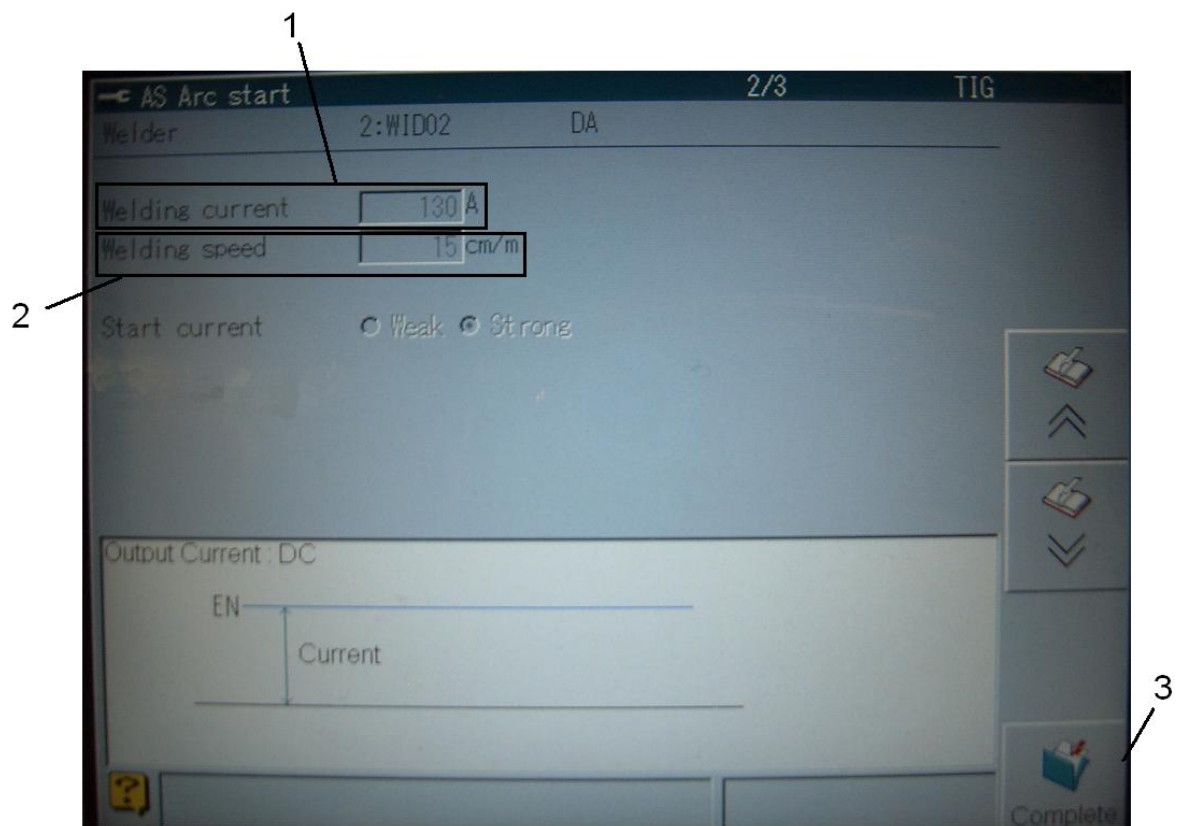 1
AS Arc start 2/3 TIG
Welder 2:WID02 DA
Welding current 130 A
Welding speed 15 cm/m
2
Start current Weak Strong
Output Current : DC
EN
Current
3
?
Complete